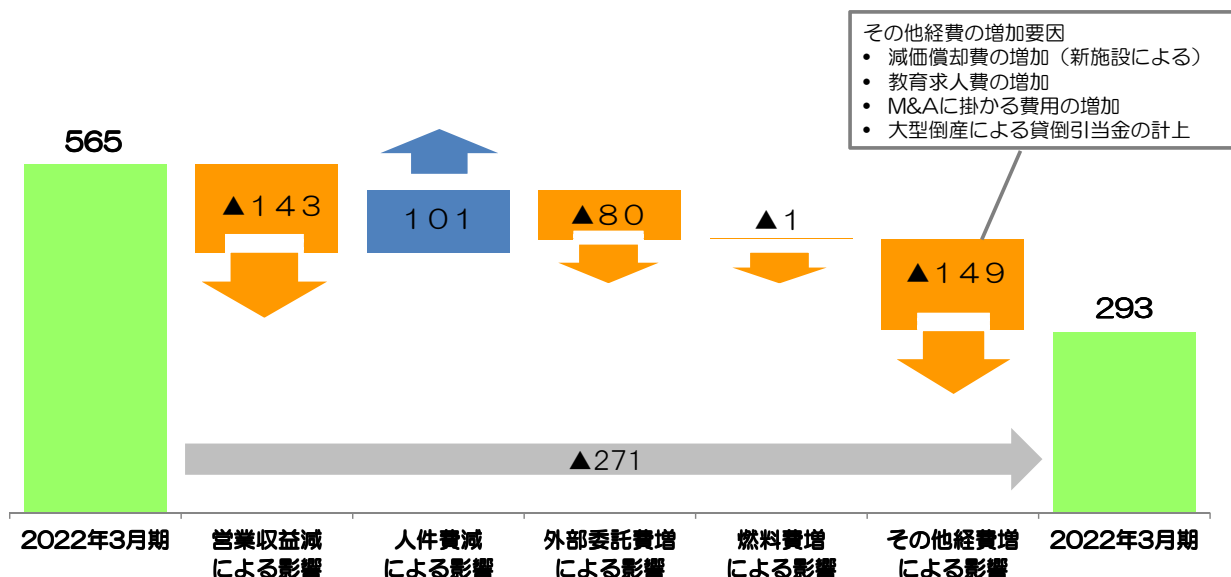 その他経費の増加要因
• 減価償却費の増加（新施設による）
• 教育求人費の増加
• M&Aに掛かる費用の増加
• 大型倒産による貸倒引当金の計上
565
▲１４３
１０１
▲８０
▲１
▲１４９
293
▲271
2022年3月期
営業収益減
による影響
人件費減
による影響
外部委託費増
による影響
燃料費増
による影響
その他経費増
による影響
2022年3月期